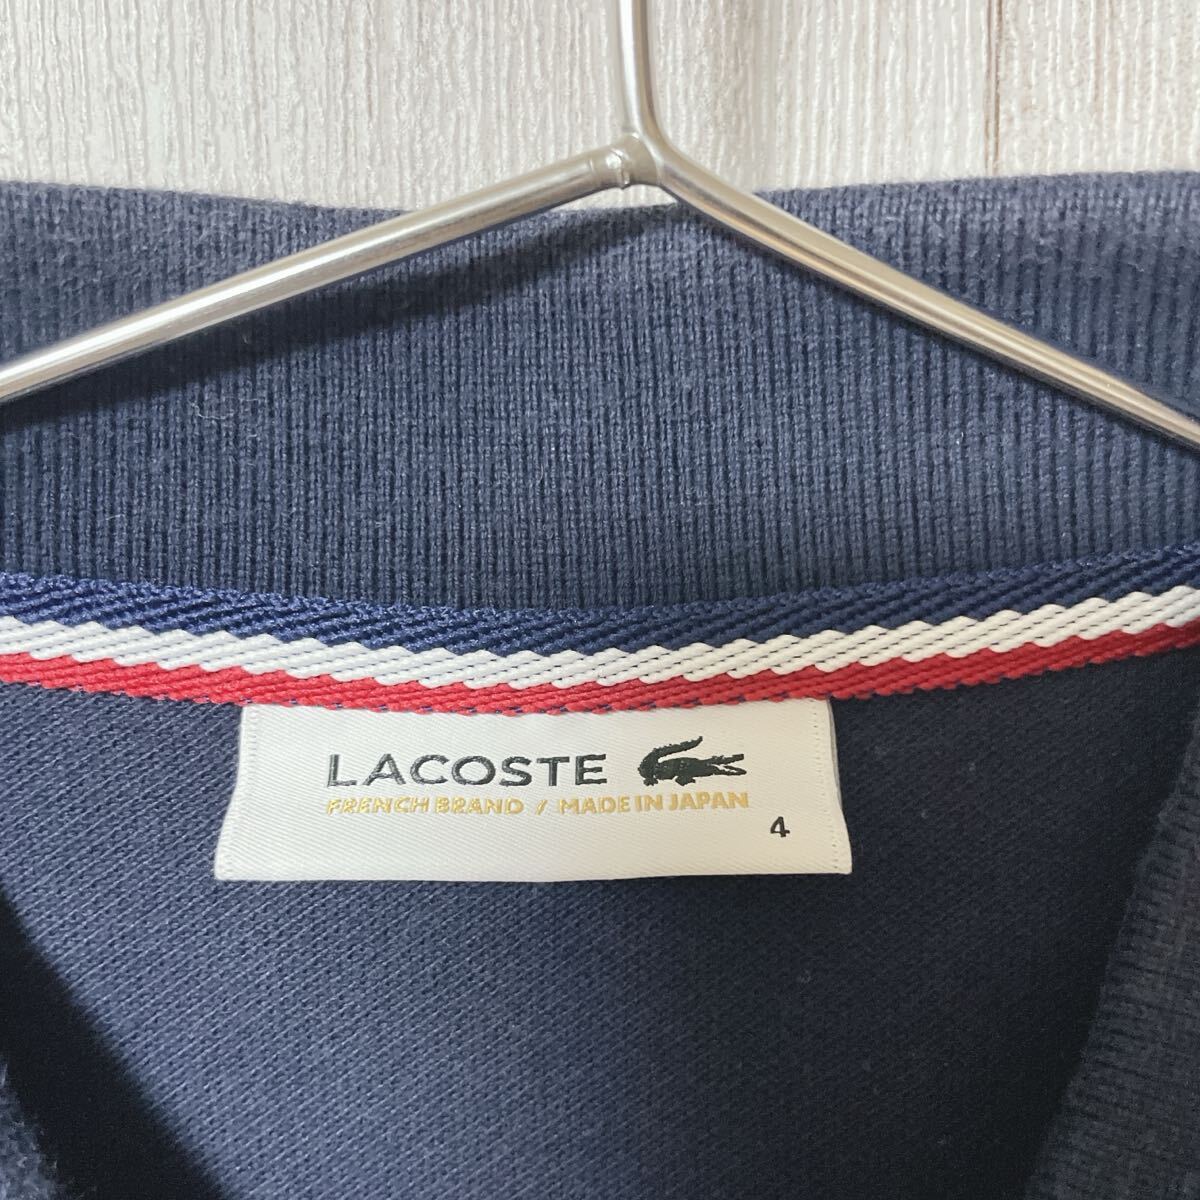 LACOSTE
FRENCH BRAND / MADE IN JAPAN
4